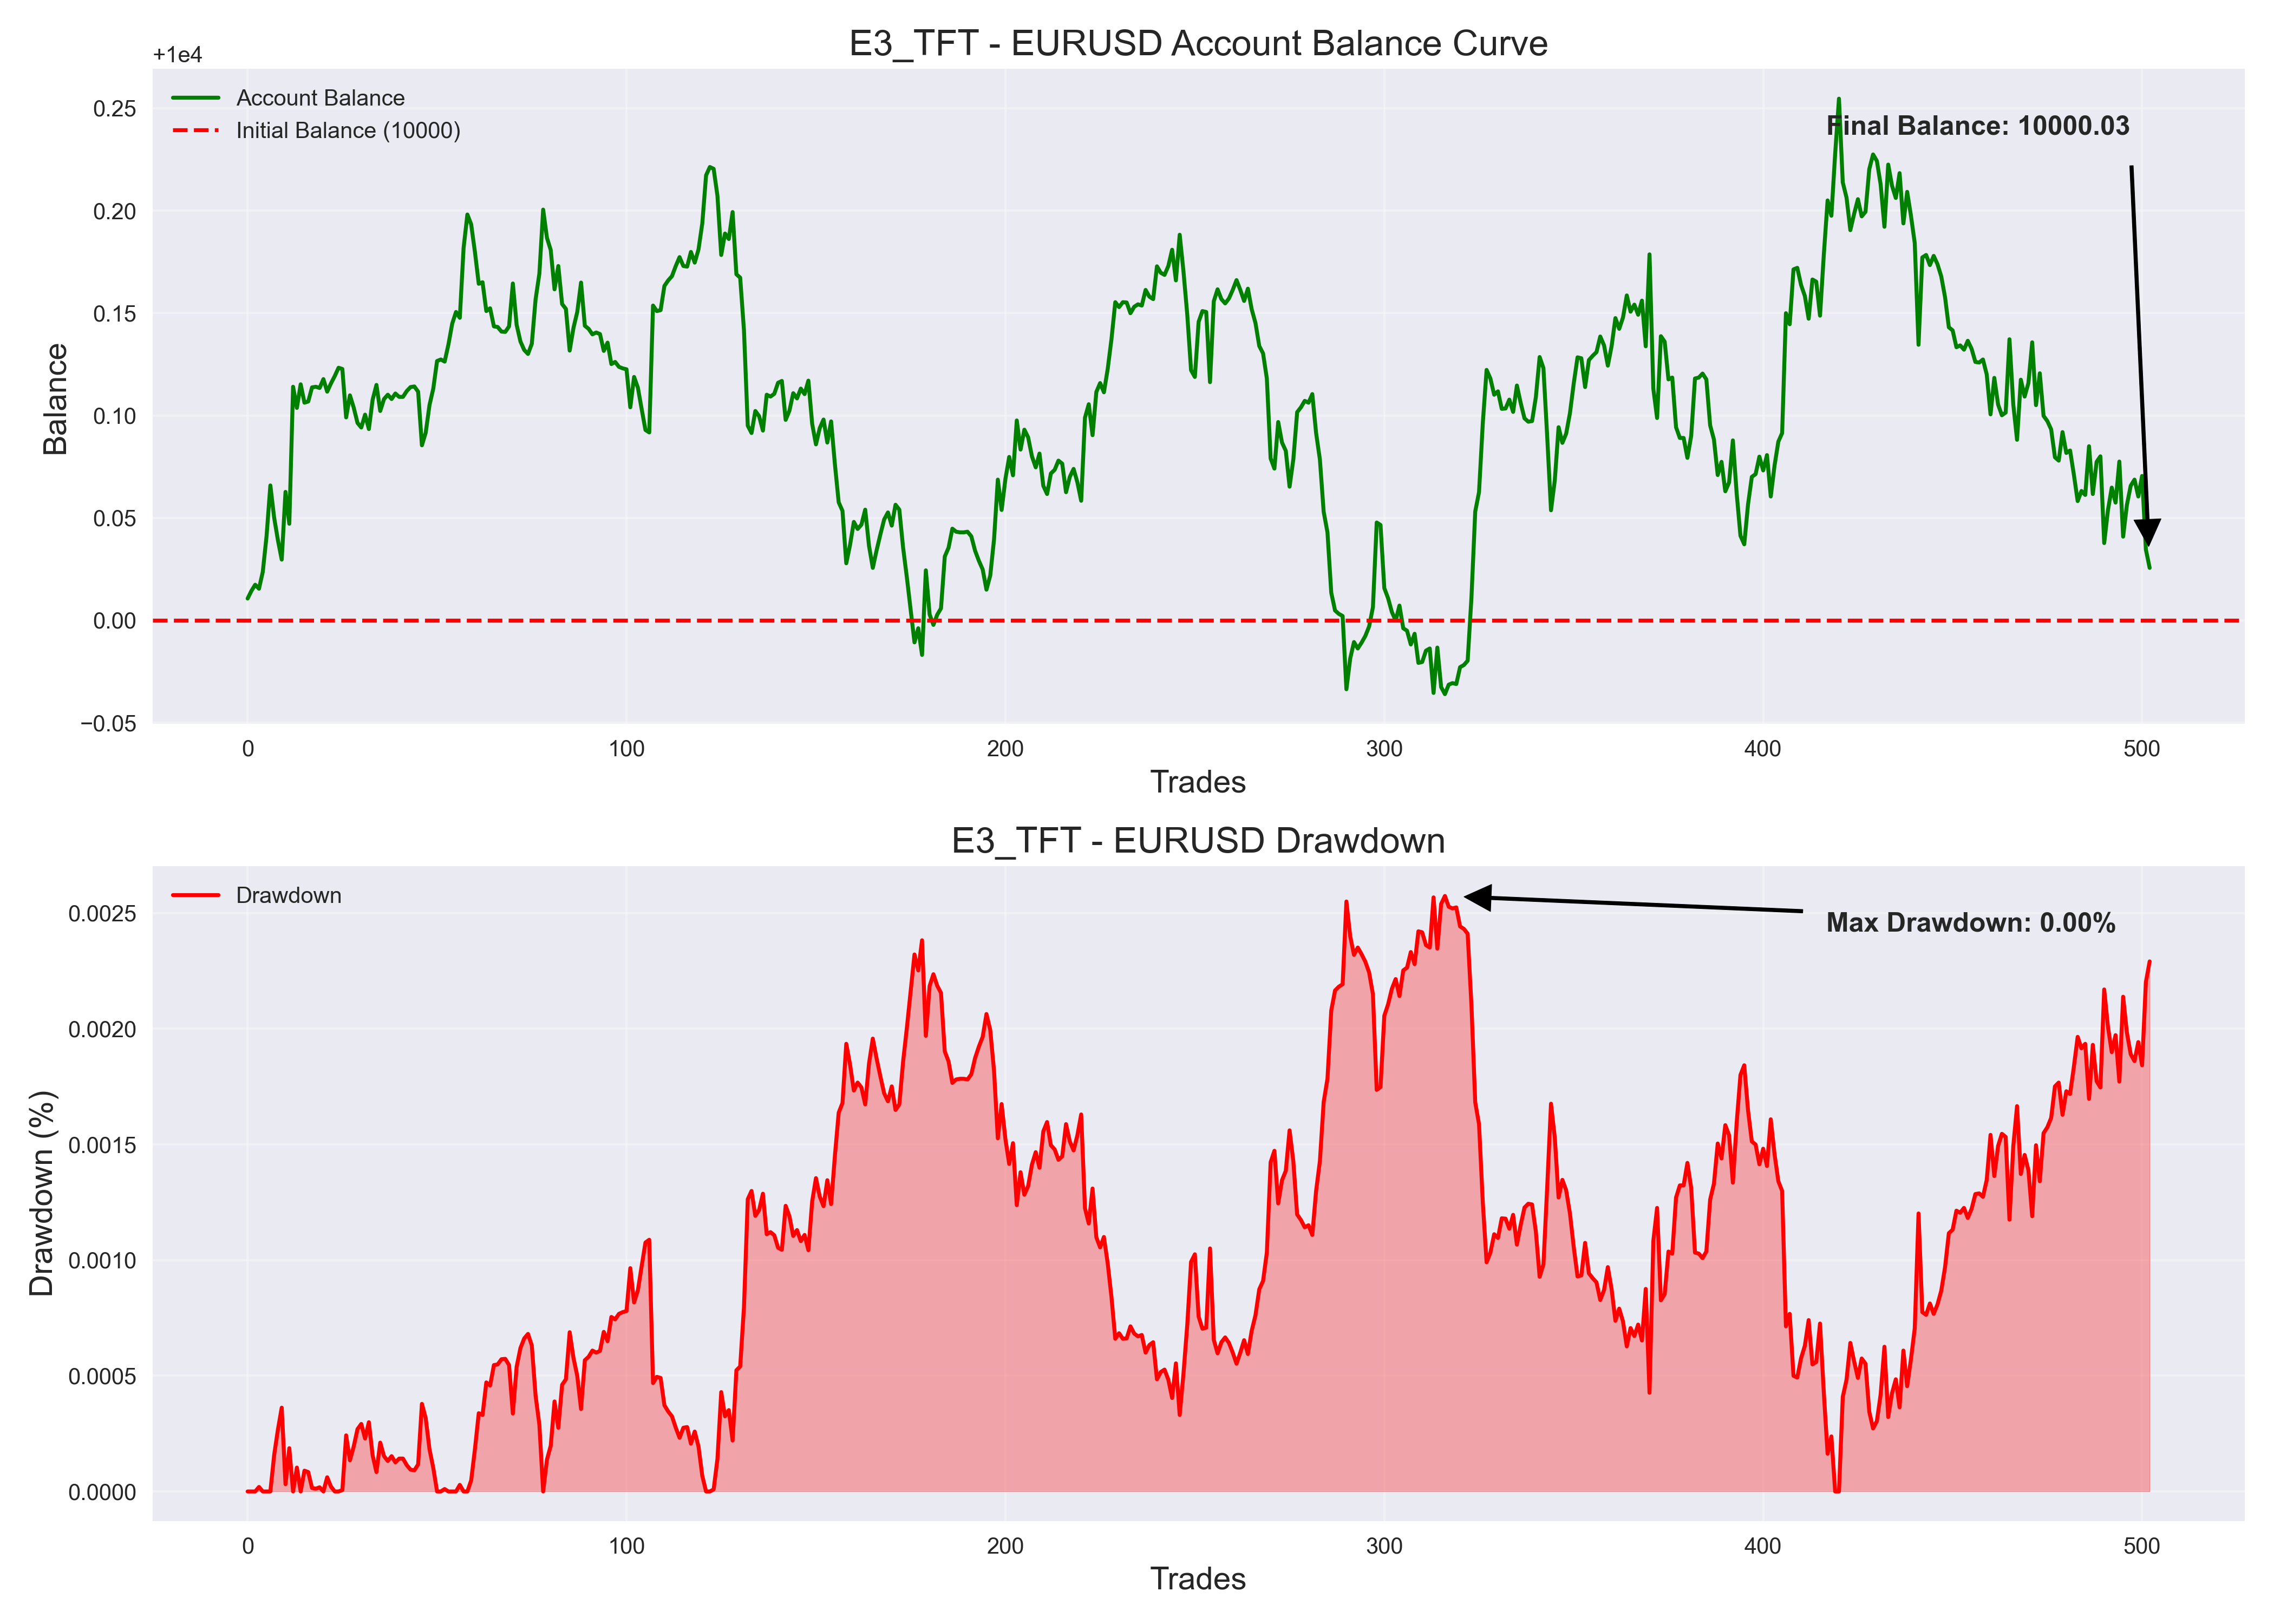 E3_TFT - EURUSD Account Balance Curve
+1e4
Account Balance
Initial Balance (10000)
Final Balance: 10000.03
Balance
0.25
0.20
0.15
0.10
0.05
0.00
−0.05
0 100 200 300 400 500
Trades
E3_TFT - EURUSD Drawdown
Drawdown
Max Drawdown: 0.00%
Drawdown (%)
0.0025
0.0020
0.0015
0.0010
0.0005
0.0000
0 100 200 300 400 500
Trades